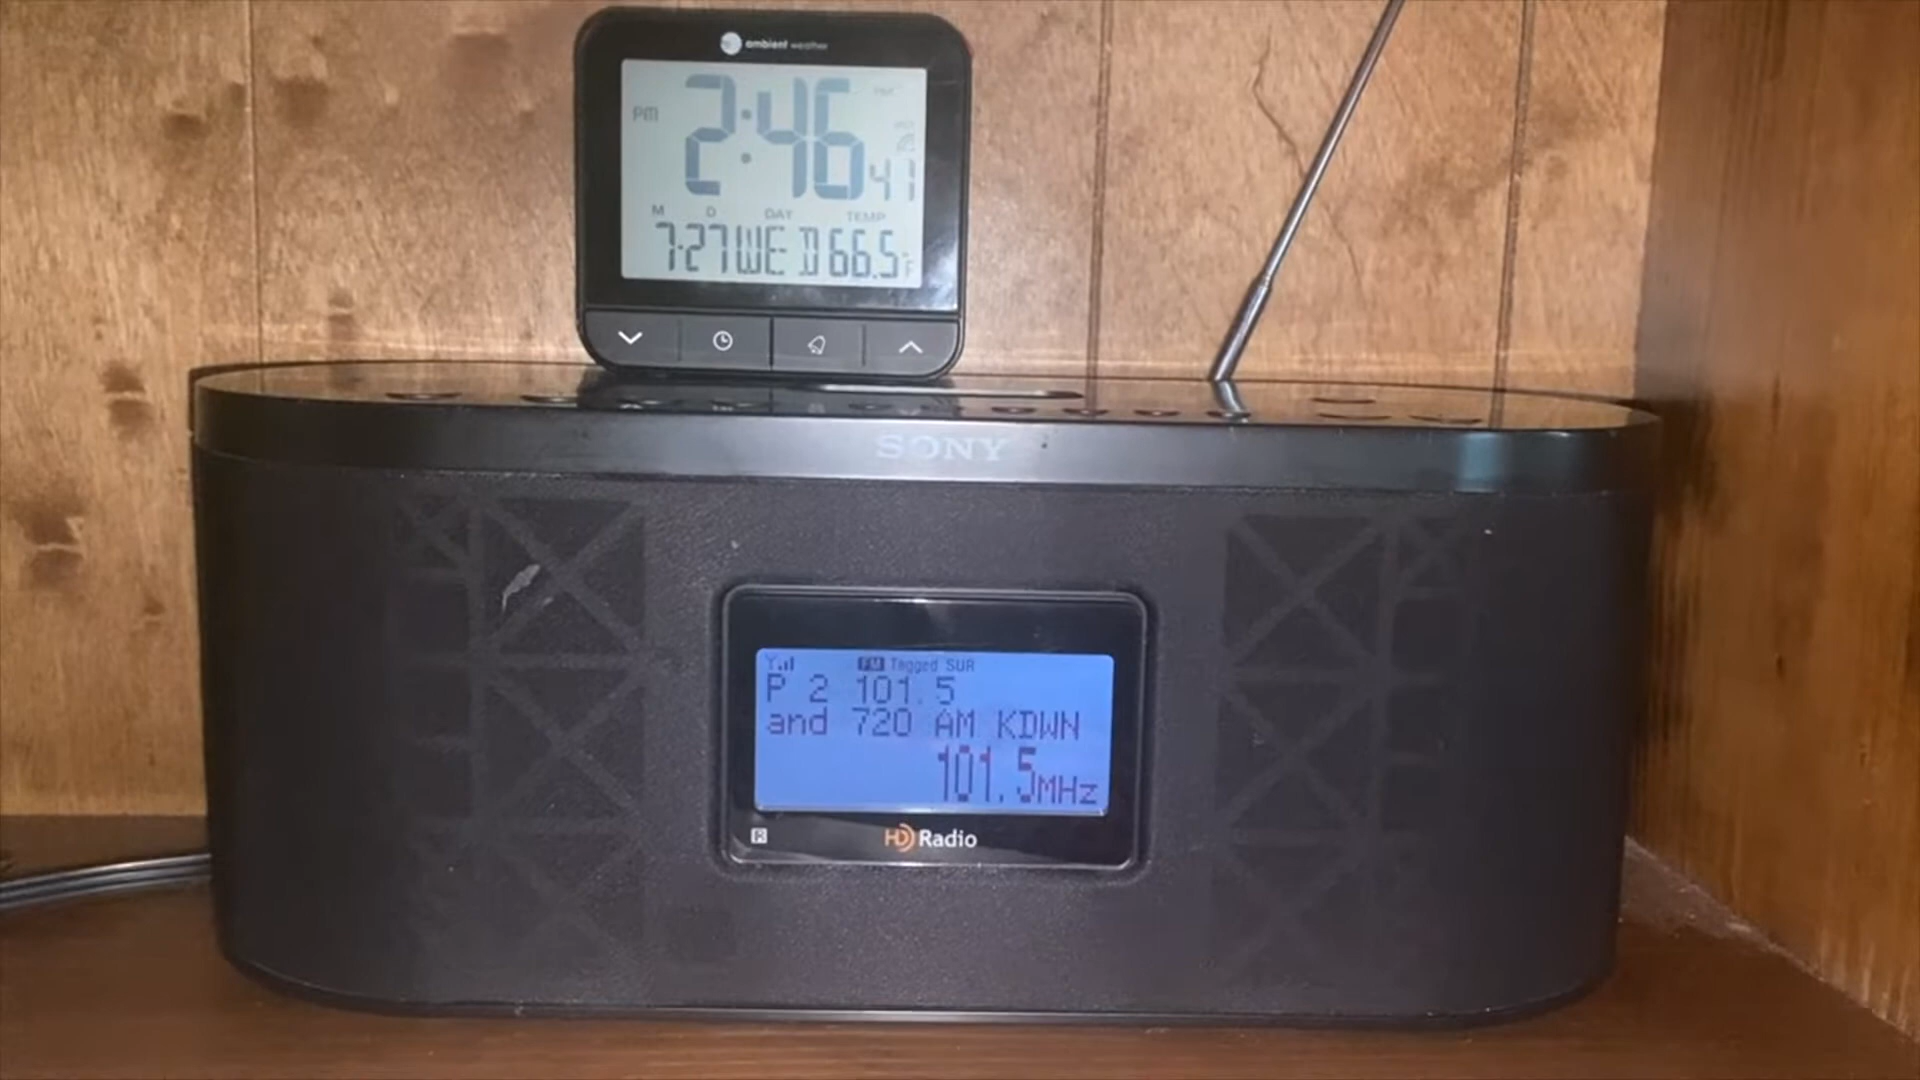 ambient weather
PM 2:46 47
M D DAY TEMP
7-27 WED 66.5°F
SONY
FM Tagged SUR
P 2 101.5
and 720 AM KDWN
101.5MHz
R
HD Radio